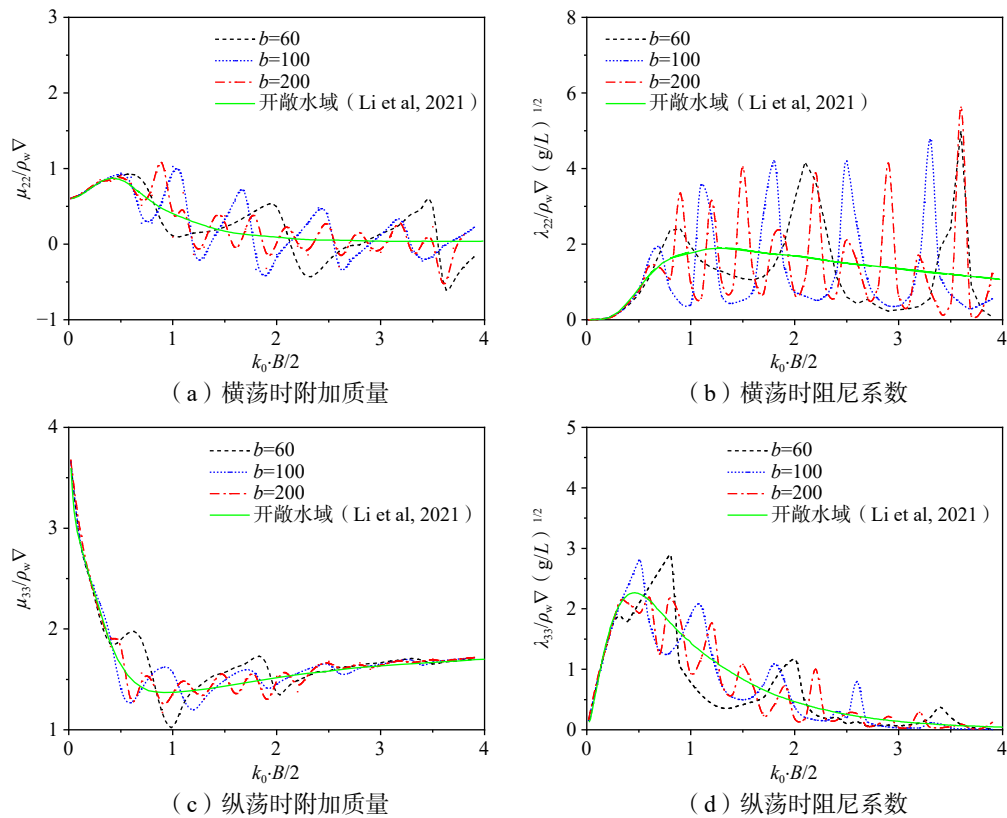 3
2
1
0
−1
μ₂₂/ρ_w∇
b=60
b=100
b=200
开敞水域（Li et al, 2021）
0 1 2 3 4
k₀·B/2
（a）横荡时附加质量
8
6
4
2
0
λ₂₂/ρ_w∇（g/L）^1/2
b=60
b=100
b=200
开敞水域（Li et al, 2021）
0 1 2 3 4
k₀·B/2
（b）横荡时阻尼系数
4
3
2
1
μ₃₃/ρ_w∇
b=60
b=100
b=200
开敞水域（Li et al, 2021）
0 1 2 3 4
k₀·B/2
（c）纵荡时附加质量
5
4
3
2
1
0
λ₃₃/ρ_w∇（g/L）^1/2
b=60
b=100
b=200
开敞水域（Li et al, 2021）
0 1 2 3 4
k₀·B/2
（d）纵荡时阻尼系数